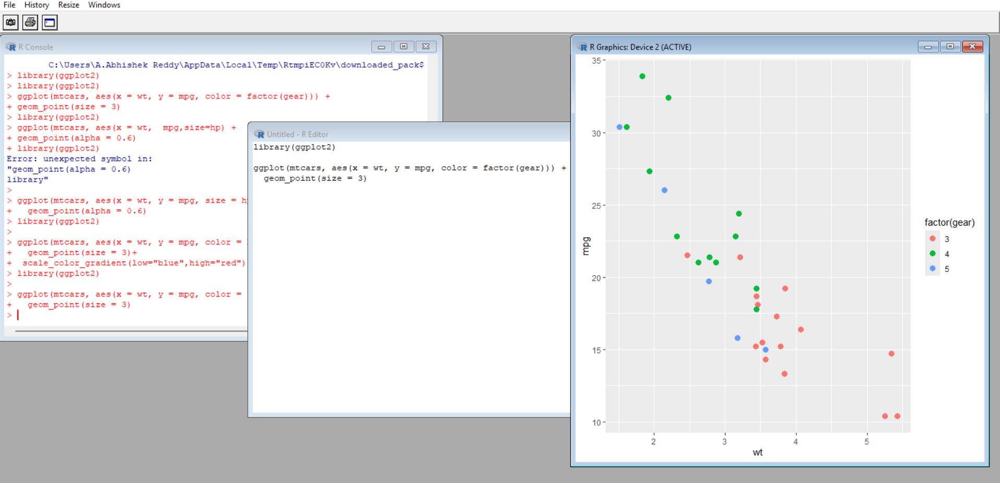 File History Resize Windows
R Console
C:\Users\A.Abhishek Reddy\AppData\Local\Temp\RtmpiEC0Kv\downloaded_pack$
> library(ggplot2)
> library(ggplot2)
> ggplot(mtcars, aes(x = wt, y = mpg, color = factor(gear))) +
+ geom_point(size = 3)
> library(ggplot2)
> ggplot(mtcars, aes(x = wt,  mpg,size=hp) +
+ geom_point(alpha = 0.6)
+ library(ggplot2)
Error: unexpected symbol in:
"geom_point(alpha = 0.6)
library"
>
> ggplot(mtcars, aes(x = wt, y = mpg, size =
+   geom_point(alpha = 0.6)
> library(ggplot2)
>
> ggplot(mtcars, aes(x = wt, y = mpg, color =
+   geom_point(size = 3)+
+  scale_color_gradient(low="blue",high="red")
> library(ggplot2)
>
> ggplot(mtcars, aes(x = wt, y = mpg, color =
+   geom_point(size = 3)
>
Untitled - R Editor
library(ggplot2)
ggplot(mtcars, aes(x = wt, y = mpg, color = factor(gear))) +
  geom_point(size = 3)
R Graphics: Device 2 (ACTIVE)
35
30
25
20
15
10
mpg
2 3 4 5
wt
factor(gear)
3
4
5